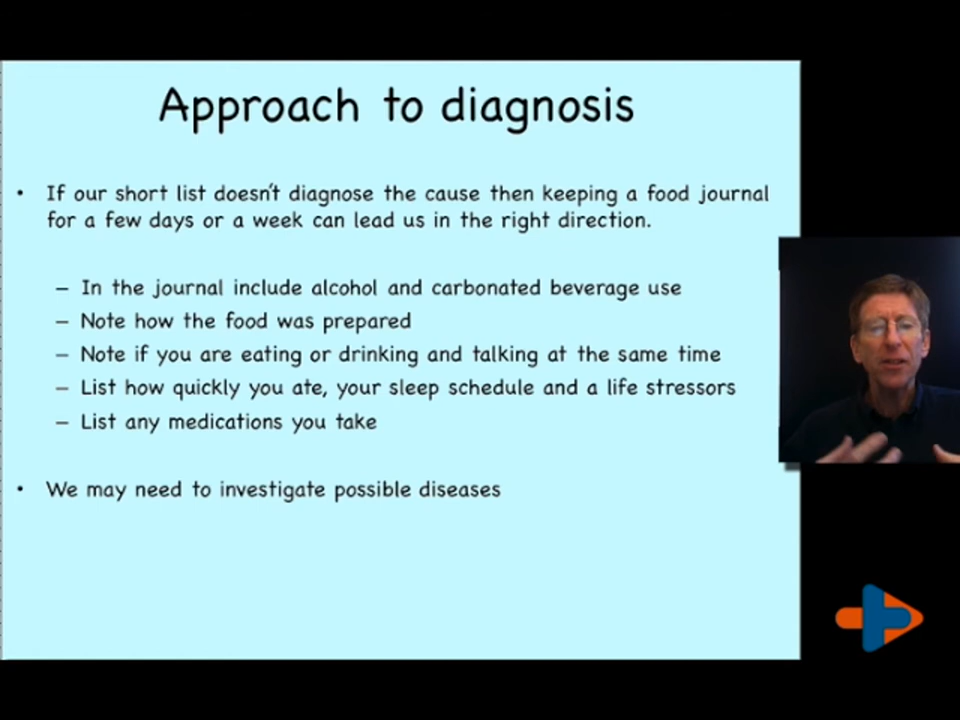 Approach to diagnosis
• If our short list doesn't diagnose the cause then keeping a food journal
for a few days or a week can lead us in the right direction.
– In the journal include alcohol and carbonated beverage use
– Note how the food was prepared
– Note if you are eating or drinking and talking at the same time
– List how quickly you ate, your sleep schedule and a life stressors
– List any medications you take
• We may need to investigate possible diseases